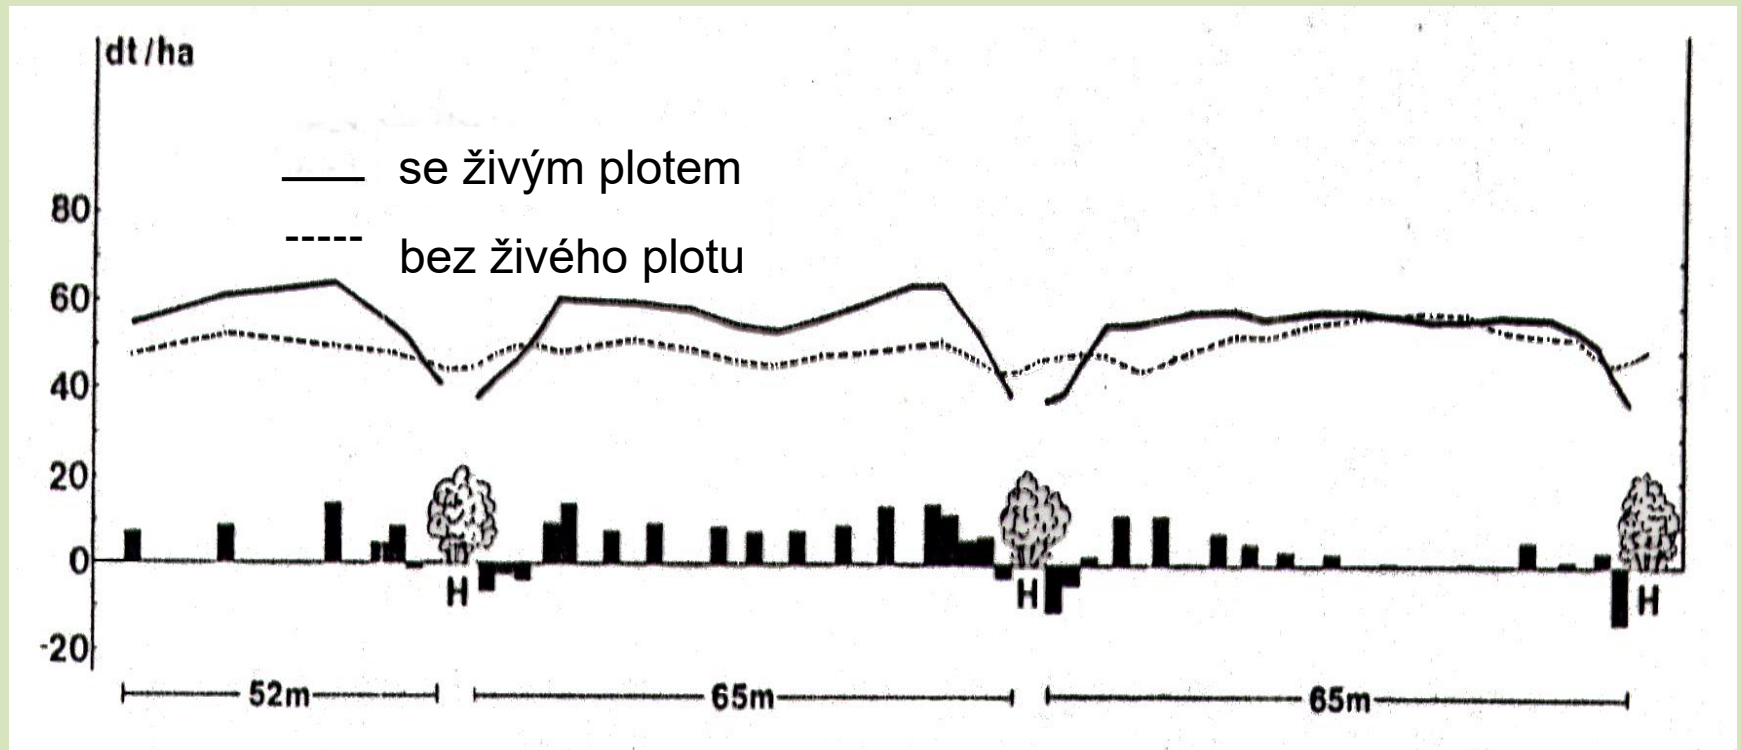 dt/ha
se živým plotem
bez živého plotu
80
60
40
20
0
-20
H
H
H
52m
65m
65m